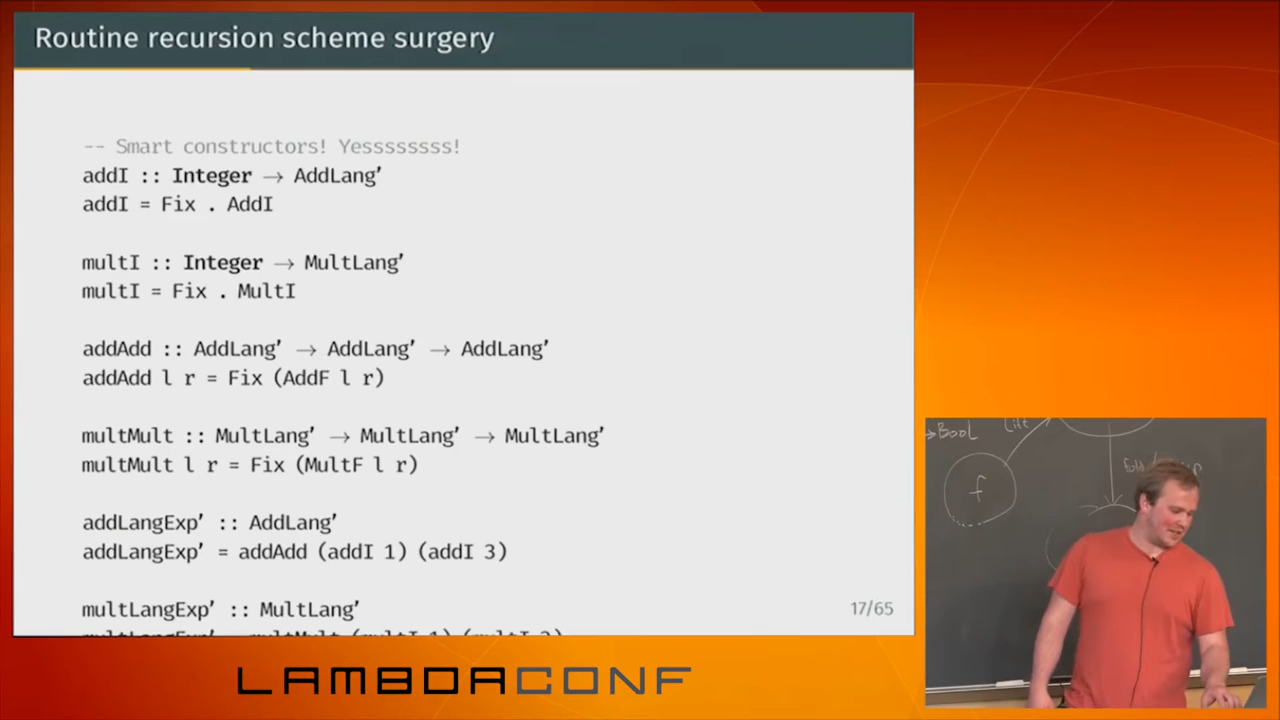 Routine recursion scheme surgery
-- Smart constructors! Yessssssss!
addI :: Integer → AddLang'
addI = Fix . AddI
multI :: Integer → MultLang'
multI = Fix . MultI
addAdd :: AddLang' → AddLang' → AddLang'
addAdd l r = Fix (AddF l r)
multMult :: MultLang' → MultLang' → MultLang'
multMult l r = Fix (MultF l r)
addLangExp' :: AddLang'
addLangExp' = addAdd (addI 1) (addI 3)
multLangExp' :: MultLang'
17/65
→Bool
Lift
f
LAMBDACONF